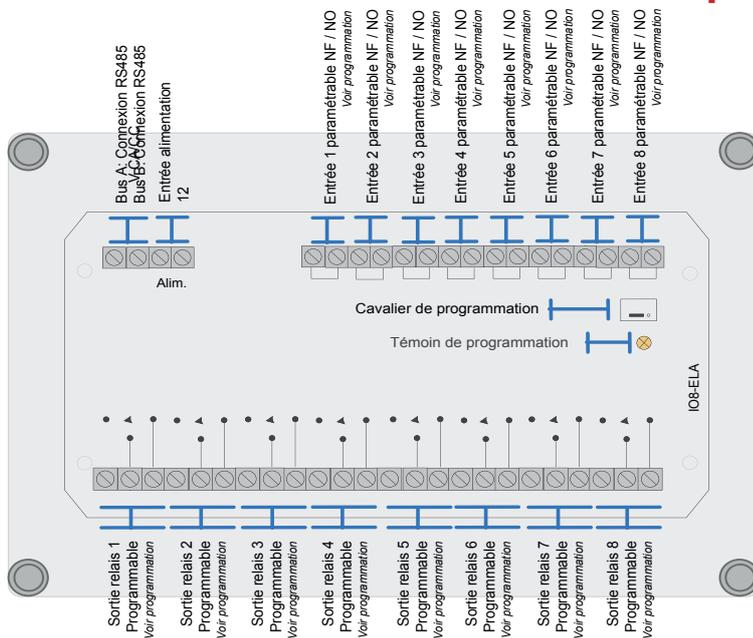 Bus A: Connexion RS485
Bus B: Connexion RS485
Entrée alimentation
12
V CA/CC
Entrée 1 paramétrable NF / NO
Voir programmation
Entrée 2 paramétrable NF / NO
Voir programmation
Entrée 3 paramétrable NF / NO
Voir programmation
Entrée 4 paramétrable NF / NO
Voir programmation
Entrée 5 paramétrable NF / NO
Voir programmation
Entrée 6 paramétrable NF / NO
Voir programmation
Entrée 7 paramétrable NF / NO
Voir programmation
Entrée 8 paramétrable NF / NO
Voir programmation
Alim.
Cavalier de programmation
Témoin de programmation
IO8-ELA
Sortie relais 1
Programmable
Voir programmation
Sortie relais 2
Programmable
Voir programmation
Sortie relais 3
Programmable
Voir programmation
Sortie relais 4
Programmable
Voir programmation
Sortie relais 5
Programmable
Voir programmation
Sortie relais 6
Programmable
Voir programmation
Sortie relais 7
Programmable
Voir programmation
Sortie relais 8
Programmable
Voir programmation